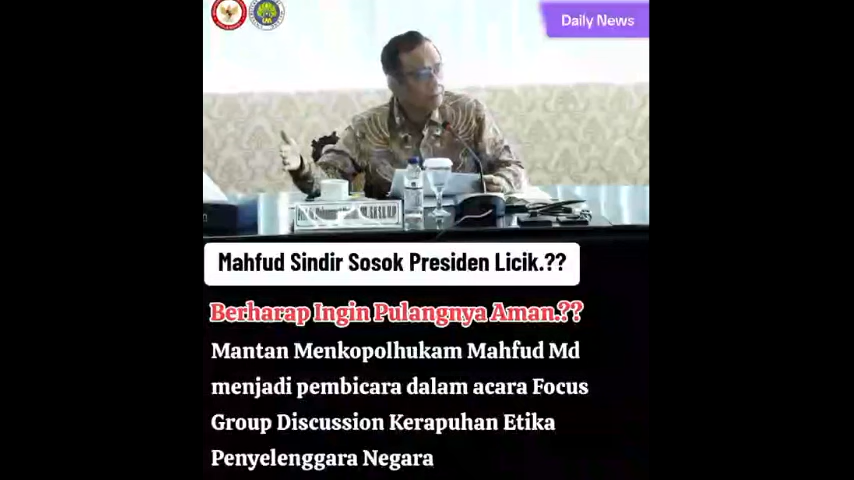 Daily News
Mahfud Sindir Sosok Presiden Licik.??
Berharap Ingin Pulangnya Aman.??
Mantan Menkopolhukam Mahfud Md
menjadi pembicara dalam acara Focus
Group Discussion Kerapuhan Etika
Penyelenggara Negara